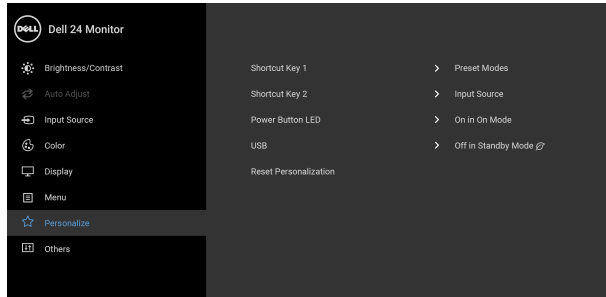 DELL Dell 24 Monitor
Brightness/Contrast
Auto Adjust
Input Source
Color
Display
Menu
Personalize
Others
Shortcut Key 1 > Preset Modes
Shortcut Key 2 > Input Source
Power Button LED > On in On Mode
USB > Off in Standby Mode
Reset Personalization